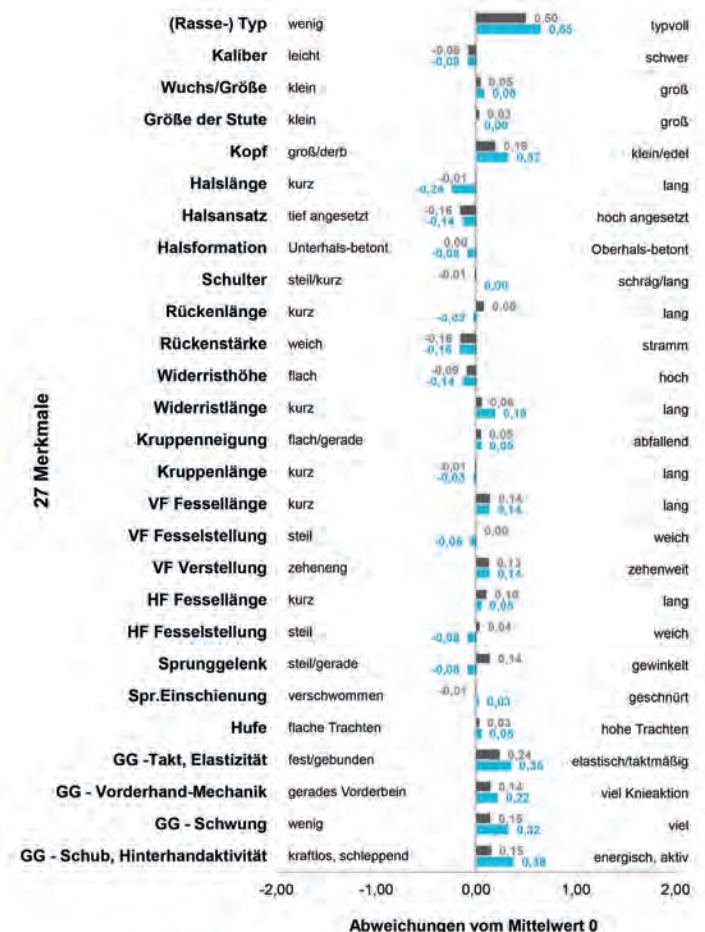 (Rasse-) Typ wenig 0,50 0,65 typvoll
Kaliber leicht -0,08 -0,08 schwer
Wuchs/Größe klein 0,05 0,08 groß
Größe der Stute klein 0,03 0,00 groß
Kopf groß/derb 0,19 0,32 klein/edel
Halslänge kurz -0,01 -0,24 lang
Halsansatz tief angesetzt -0,16 -0,14 hoch angesetzt
Halsformation Unterhals-betont 0,00 -0,08 Oberhals-betont
Schulter steil/kurz -0,01 0,00 schräg/lang
Rückenlänge kurz 0,08 -0,03 lang
Rückenstärke weich -0,16 -0,16 stramm
Widerristhöhe flach -0,09 -0,14 hoch
Widerristlänge kurz 0,06 0,19 lang
Kruppenneigung flach/gerade 0,05 0,05 abfallend
Kruppenlänge kurz -0,01 -0,03 lang
VF Fessellänge kurz 0,14 0,14 lang
VF Fesselstellung steil 0,00 -0,06 weich
VF Verstellung zeheneng 0,13 0,14 zehenweit
HF Fessellänge kurz 0,10 0,05 lang
HF Fesselstellung steil 0,04 -0,08 weich
Sprunggelenk steil/gerade 0,14 -0,08 gewinkelt
Spr.Einschienung verschwommen -0,01 0,03 geschnürt
Hufe flache Trachten 0,03 0,05 hohe Trachten
GG -Takt, Elastizität fest/gebunden 0,24 0,35 elastisch/taktmäßig
GG - Vorderhand-Mechanik gerades Vorderbein 0,14 0,22 viel Knieaktion
GG - Schwung wenig 0,15 0,32 viel
GG - Schub, Hinterhandaktivität kraftlos, schleppend 0,15 0,38 energisch, aktiv
27 Merkmale
-2,00 -1,00 0,00 1,00 2,00
Abweichungen vom Mittelwert 0